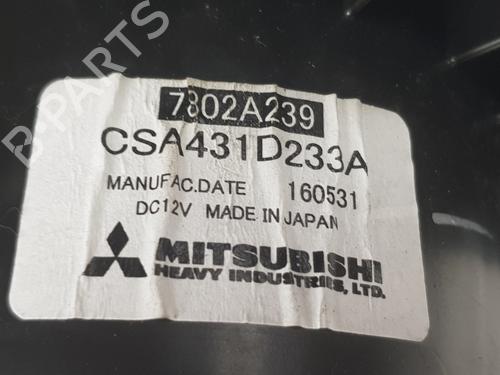 B-PARTS
7802A239
CSA431D233A
MANUFAC.DATE 160531
DC12V MADE IN JAPAN
MITSUBISHI
HEAVY INDUSTRIES, LTD.